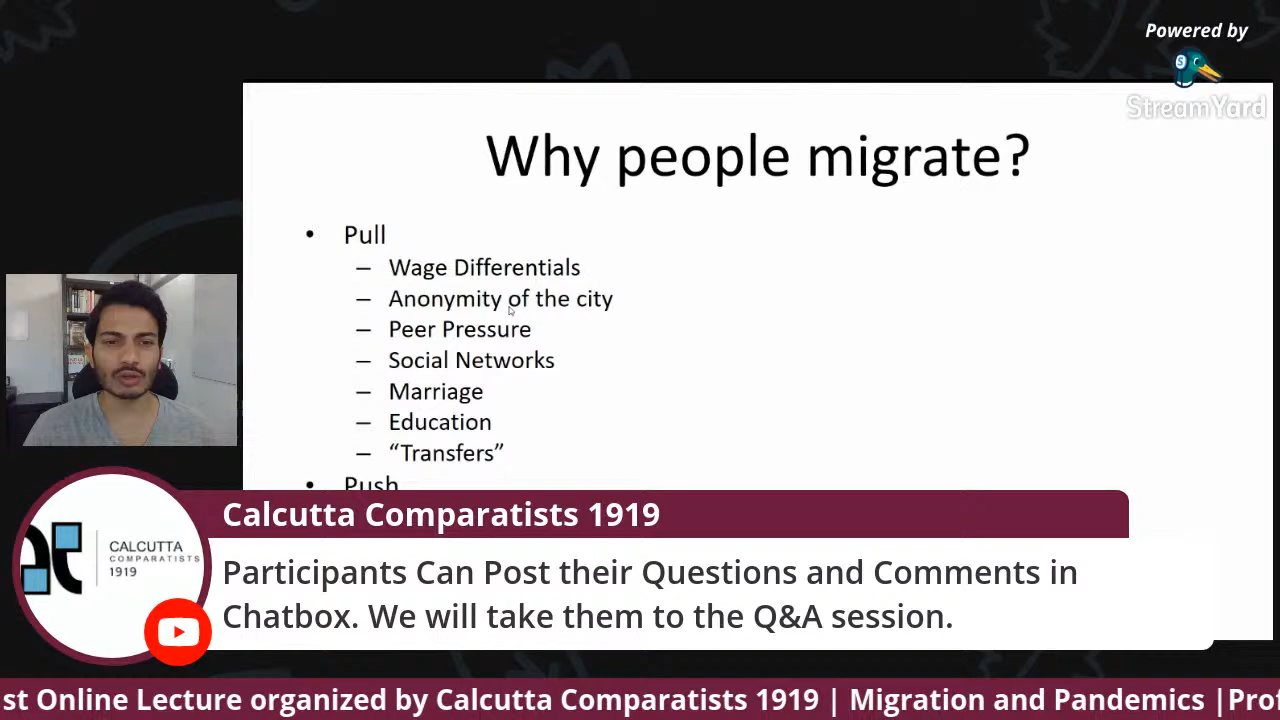 Powered by
StreamYard
Why people migrate?
• Pull
– Wage Differentials
– Anonymity of the city
– Peer Pressure
– Social Networks
– Marriage
– Education
– “Transfers”
• Push
Calcutta Comparatists 1919
CALCUTTA
COMPARATISTS
1919
Participants Can Post their Questions and Comments in
Chatbox. We will take them to the Q&A session.
st Online Lecture organized by Calcutta Comparatists 1919 | Migration and Pandemics |Prof